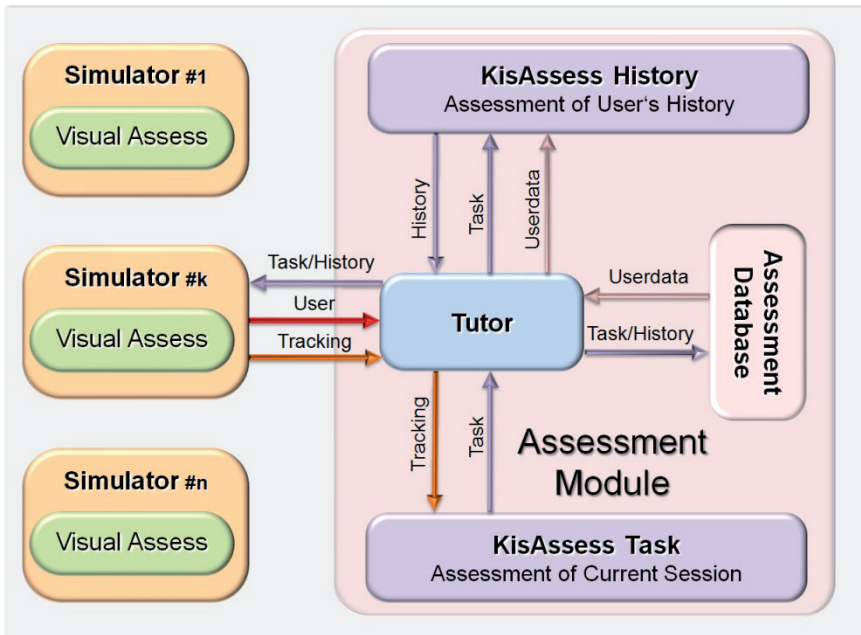 Simulator #1
Visual Assess
KisAssess History
Assessment of User‘s History
History
Task
Userdata
Simulator #k
Visual Assess
Task/History
User
Tracking
Tutor
Userdata
Task/History
Assessment
Database
Tracking
Task
Assessment
Module
Simulator #n
Visual Assess
KisAssess Task
Assessment of Current Session